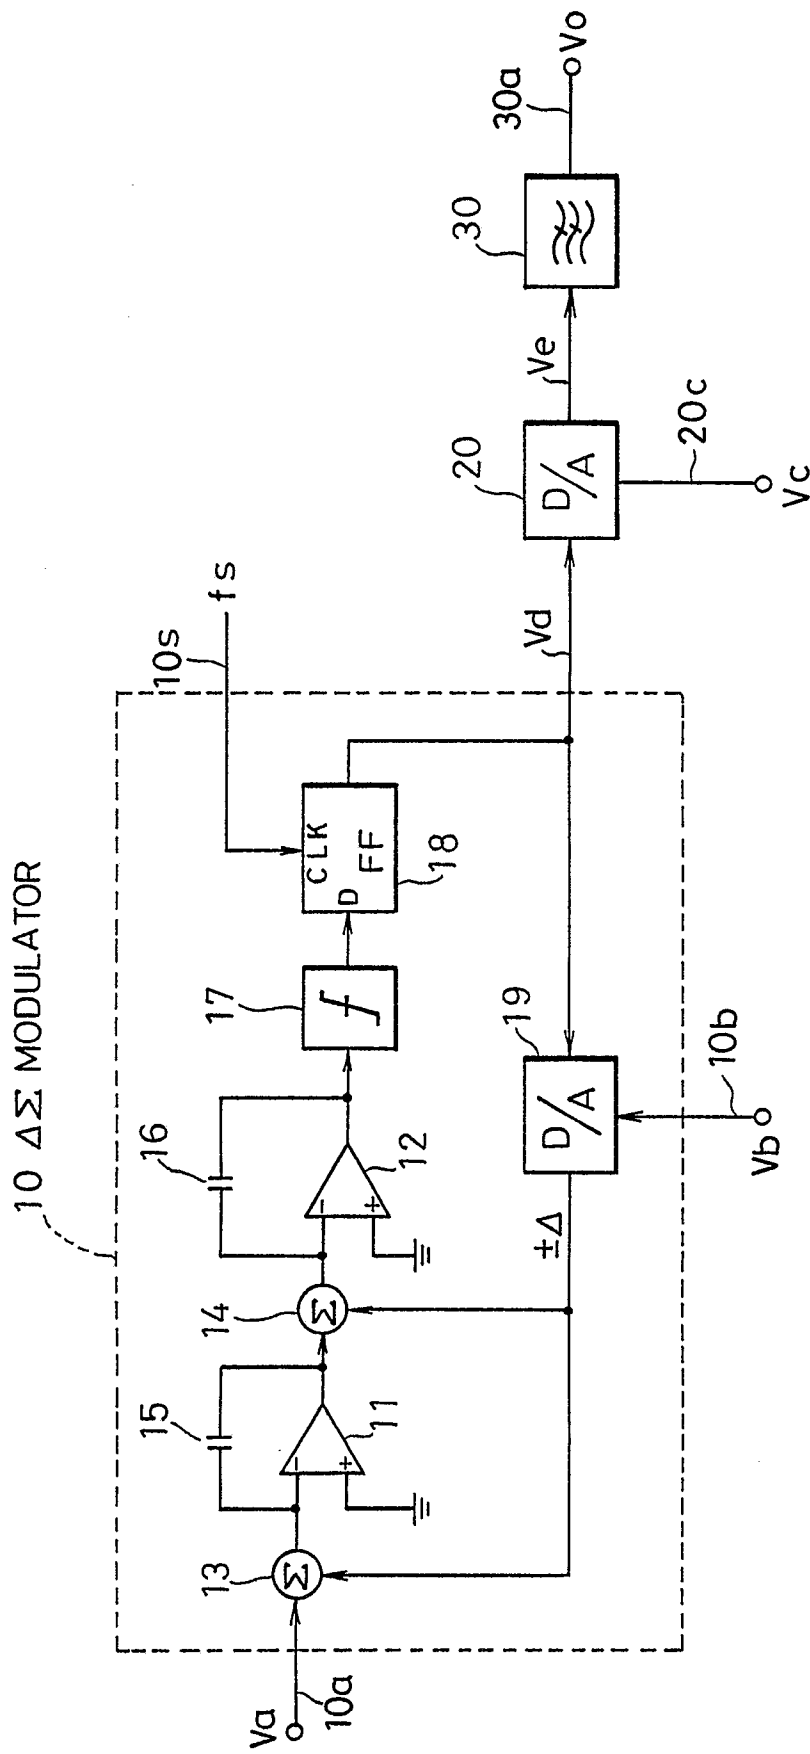 10 ΔΣ MODULATOR
10s
fs
15
16
17
CLK
D
FF
18
13
Σ
14
Σ
-
+
11
-
+
12
Va
10a
±Δ
19
D/A
Vb
10b
Vd
20
D/A
Vc
20c
Ve
30
30a
Vo